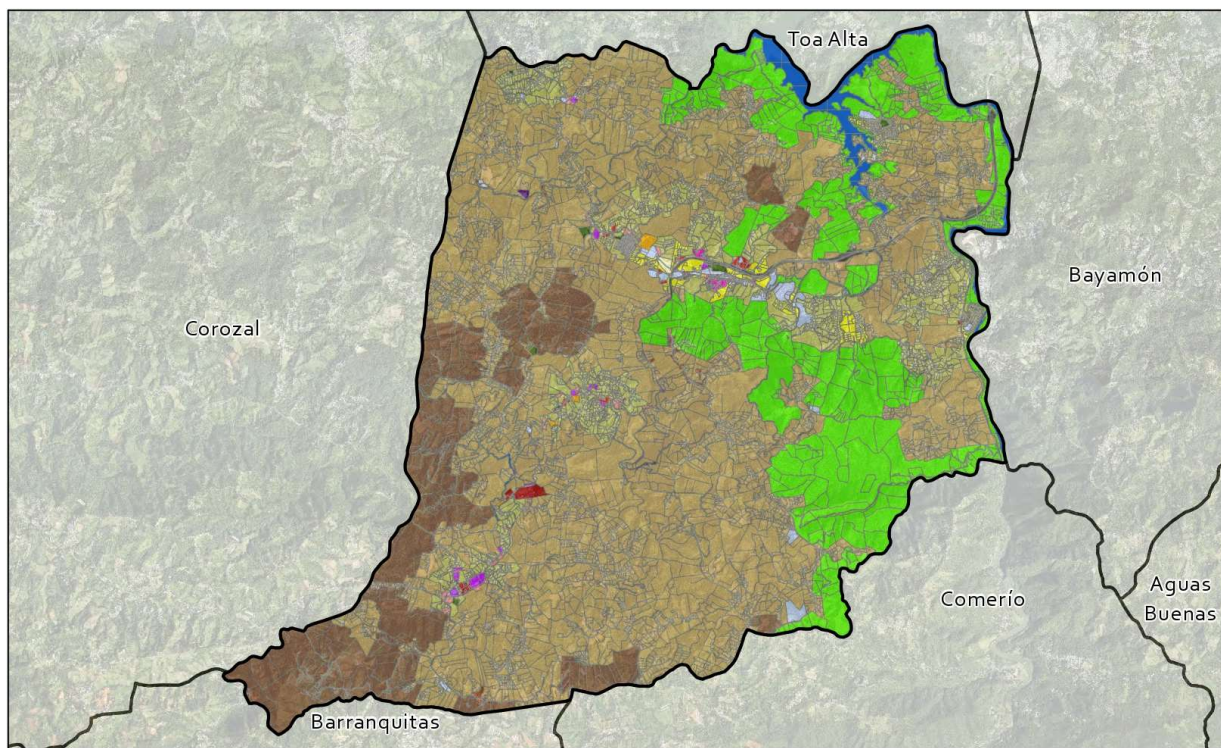 Toa Alta
Bayamón
Corozal
Comerío
Aguas
Buenas
Barranquitas